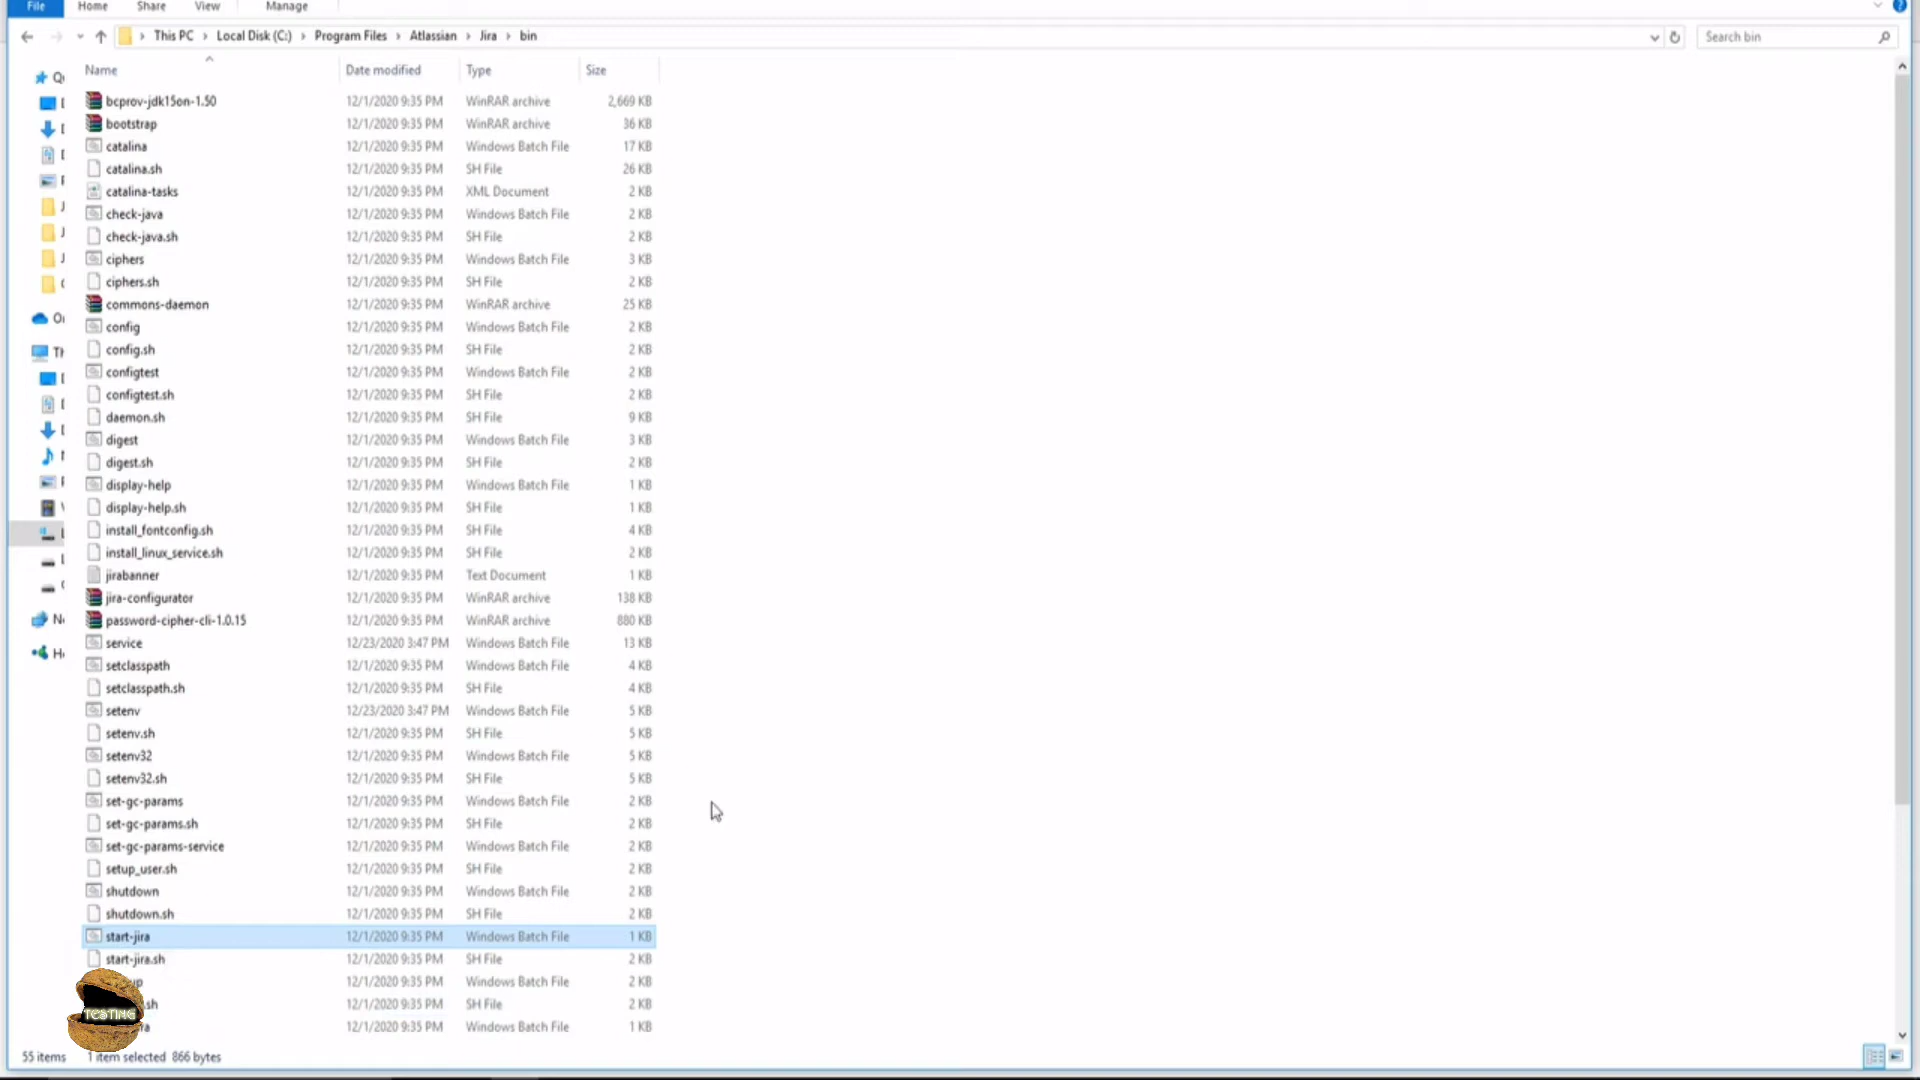 File Home Share View Manage
This PC Local Disk (C:) Program Files Atlassian Jira bin Search bin
Name Date modified Type Size
bcprov-jdk15on-1.50 12/1/2020 9:35 PM WinRAR archive 2,669 KB
bootstrap 12/1/2020 9:35 PM WinRAR archive 36 KB
catalina 12/1/2020 9:35 PM Windows Batch File 17 KB
catalina.sh 12/1/2020 9:35 PM SH File 26 KB
catalina-tasks 12/1/2020 9:35 PM XML Document 2 KB
check-java 12/1/2020 9:35 PM Windows Batch File 2 KB
check-java.sh 12/1/2020 9:35 PM SH File 2 KB
ciphers 12/1/2020 9:35 PM Windows Batch File 3 KB
ciphers.sh 12/1/2020 9:35 PM SH File 2 KB
commons-daemon 12/1/2020 9:35 PM WinRAR archive 25 KB
config 12/1/2020 9:35 PM Windows Batch File 2 KB
config.sh 12/1/2020 9:35 PM SH File 2 KB
configtest 12/1/2020 9:35 PM Windows Batch File 2 KB
configtest.sh 12/1/2020 9:35 PM SH File 2 KB
daemon.sh 12/1/2020 9:35 PM SH File 9 KB
digest 12/1/2020 9:35 PM Windows Batch File 3 KB
digest.sh 12/1/2020 9:35 PM SH File 2 KB
display-help 12/1/2020 9:35 PM Windows Batch File 1 KB
display-help.sh 12/1/2020 9:35 PM SH File 1 KB
install_fontconfig.sh 12/1/2020 9:35 PM SH File 4 KB
install_linux_service.sh 12/1/2020 9:35 PM SH File 2 KB
jirabanner 12/1/2020 9:35 PM Text Document 1 KB
jira-configurator 12/1/2020 9:35 PM WinRAR archive 138 KB
password-cipher-cli-1.0.15 12/1/2020 9:35 PM WinRAR archive 880 KB
service 12/23/2020 3:47 PM Windows Batch File 13 KB
setclasspath 12/1/2020 9:35 PM Windows Batch File 4 KB
setclasspath.sh 12/1/2020 9:35 PM SH File 4 KB
setenv 12/23/2020 3:47 PM Windows Batch File 5 KB
setenv.sh 12/1/2020 9:35 PM SH File 5 KB
setenv32 12/1/2020 9:35 PM Windows Batch File 5 KB
setenv32.sh 12/1/2020 9:35 PM SH File 5 KB
set-gc-params 12/1/2020 9:35 PM Windows Batch File 2 KB
set-gc-params.sh 12/1/2020 9:35 PM SH File 2 KB
set-gc-params-service 12/1/2020 9:35 PM Windows Batch File 2 KB
setup_user.sh 12/1/2020 9:35 PM SH File 2 KB
shutdown 12/1/2020 9:35 PM Windows Batch File 2 KB
shutdown.sh 12/1/2020 9:35 PM SH File 2 KB
start-jira 12/1/2020 9:35 PM Windows Batch File 1 KB
start-jira.sh 12/1/2020 9:35 PM SH File 2 KB
12/1/2020 9:35 PM Windows Batch File 2 KB
.sh 12/1/2020 9:35 PM SH File 2 KB
TESTING
12/1/2020 9:35 PM Windows Batch File 1 KB
55 items 1 item selected 866 bytes